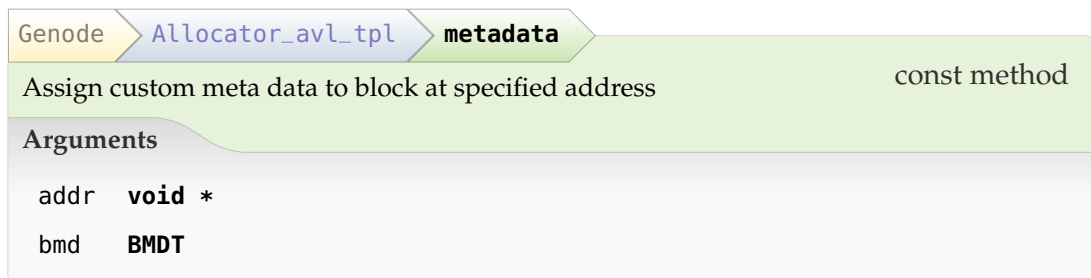 Genode Allocator_avl_tpl metadata
Assign custom meta data to block at specified address const method
Arguments
addr void *
bmd BMDT